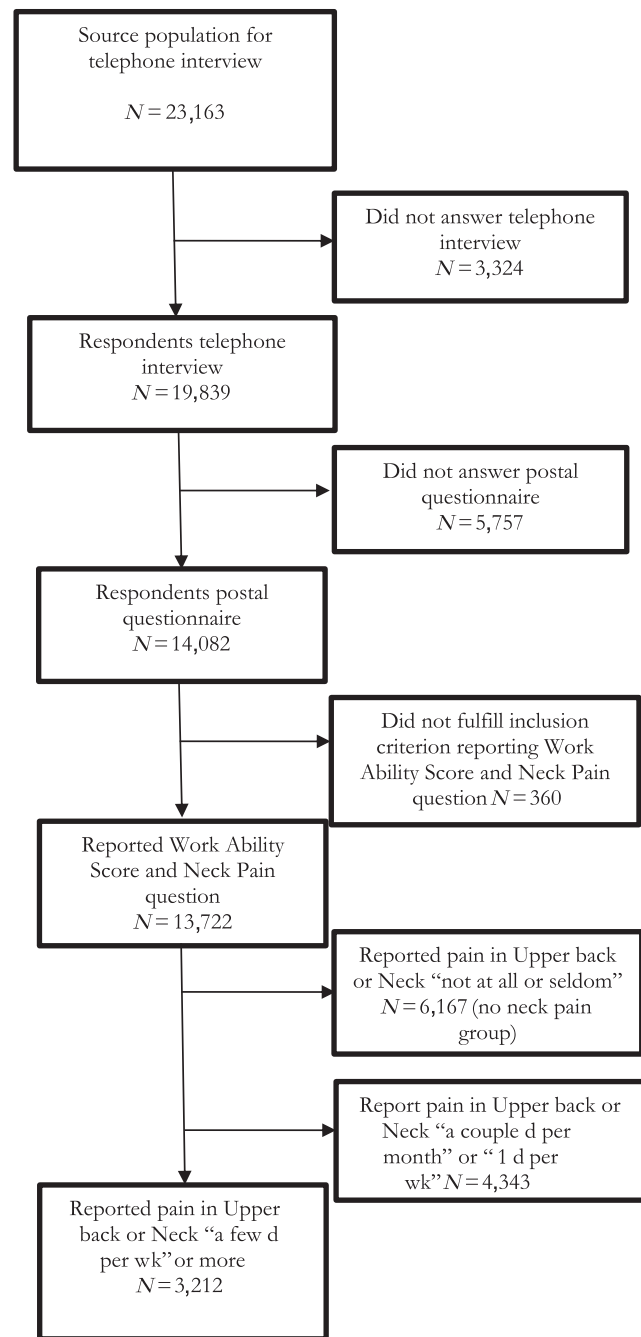 Source population for
telephone interview
N = 23,163
Did not answer telephone
interview
N = 3,324
Respondents telephone
interview
N = 19,839
Did not answer postal
questionnaire
N = 5,757
Respondents postal
questionnaire
N = 14,082
Did not fulfill inclusion
criterion reporting Work
Ability Score and Neck Pain
question N = 360
Reported Work Ability
Score and Neck Pain
question
N = 13,722
Reported pain in Upper back
or Neck “not at all or seldom”
N = 6,167 (no neck pain
group)
Report pain in Upper back or
Neck “a couple d per
month” or “ 1 d per
wk” N = 4,343
Reported pain in Upper
back or Neck “a few d
per wk” or more
N = 3,212